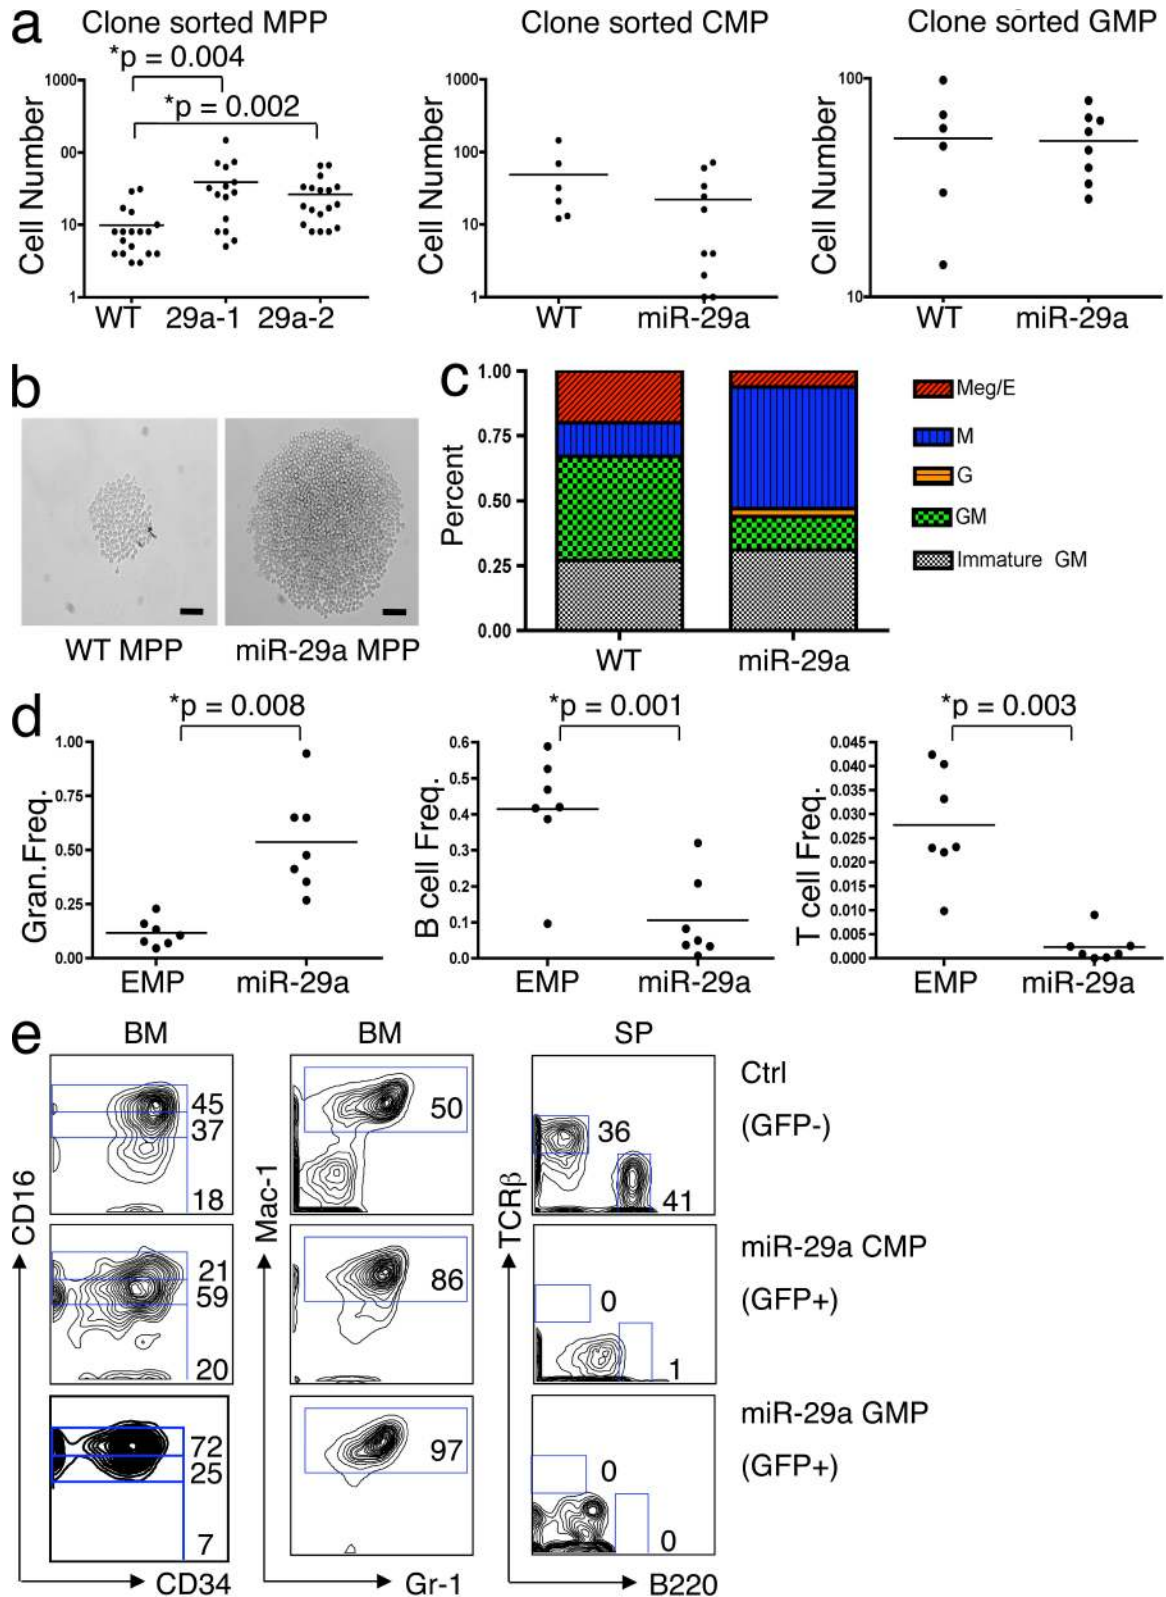 a
Clone sorted MPP
Clone sorted CMP
Clone sorted GMP
*p = 0.004
*p = 0.002
Cell Number
1000
00
10
1
WT 29a-1 29a-2
Cell Number
1000
100
10
1
WT miR-29a
Cell Number
100
10
WT miR-29a
b
WT MPP
miR-29a MPP
c
Percent
1.00
0.75
0.50
0.25
0.00
WT miR-29a
Meg/E
M
G
GM
Immature GM
d
*p = 0.008
Gran.Freq.
1.00
0.75
0.50
0.25
0.00
EMP miR-29a
*p = 0.001
B cell Freq.
0.6
0.5
0.4
0.3
0.2
0.1
0.0
EMP miR-29a
*p = 0.003
T cell Freq.
0.045
0.040
0.035
0.030
0.025
0.020
0.015
0.010
0.005
0.000
EMP miR-29a
e
BM
BM
SP
45
37
18
50
36
41
Ctrl
(GFP-)
21
59
20
86
0
1
miR-29a CMP
(GFP+)
72
25
7
97
0
0
miR-29a GMP
(GFP+)
CD16
CD34
Mac-1
Gr-1
TCRβ
B220